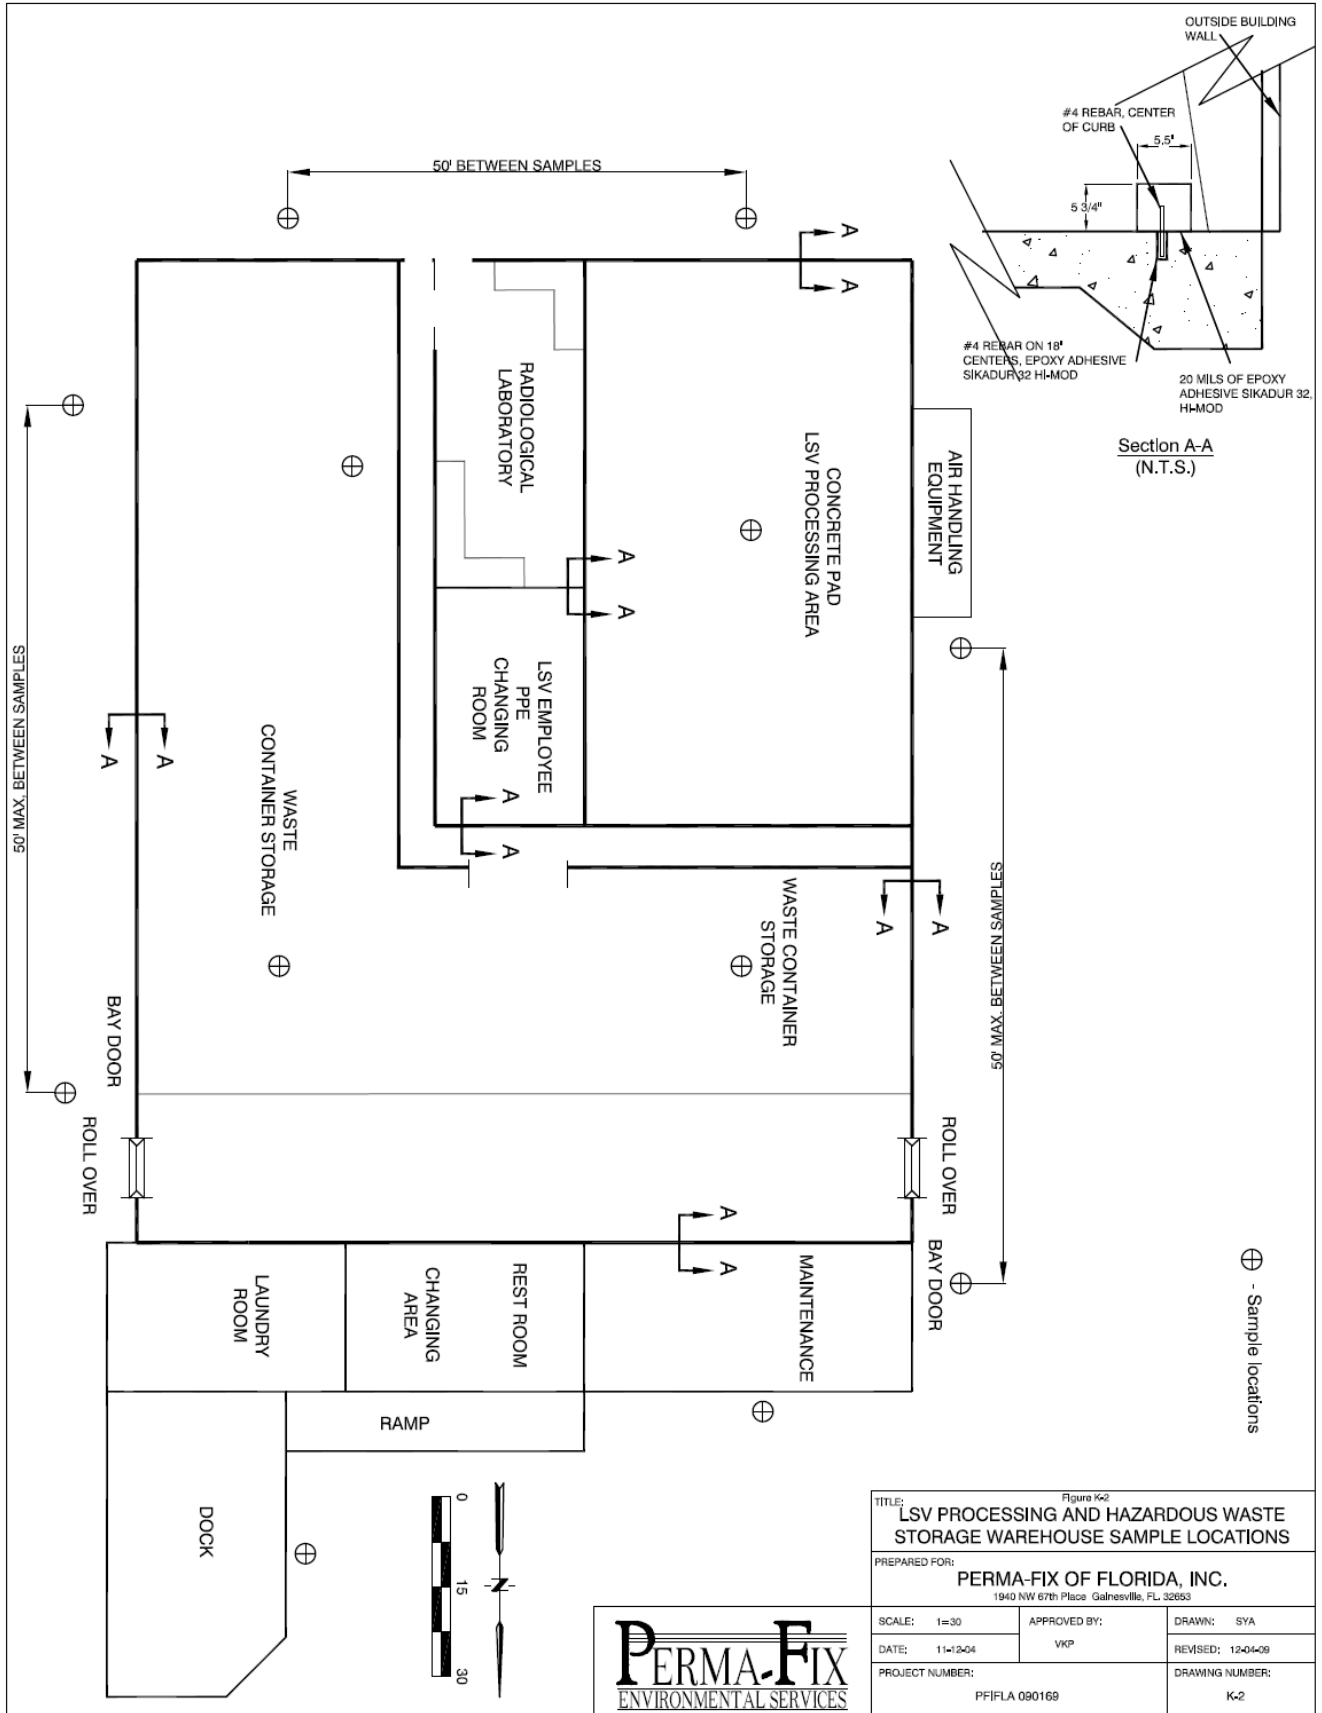 OUTSIDE BUILDING
WALL
#4 REBAR, CENTER
OF CURB
5.5"
5 3/4"
#4 REBAR ON 18"
CENTERS, EPOXY ADHESIVE
SIKADUR 32 HI-MOD
20 MILS OF EPOXY
ADHESIVE SIKADUR 32,
HI-MOD
Section A-A
(N.T.S.)
50' BETWEEN SAMPLES
A
A
RADIOLOGICAL
LABORATORY
CONCRETE PAD
LSV PROCESSING AREA
AIR HANDLING
EQUIPMENT
A
A
LSV EMPLOYEE
PPE
CHANGING
ROOM
A
A
50' MAX. BETWEEN SAMPLES
A
A
WASTE
CONTAINER STORAGE
WASTE CONTAINER
STORAGE
A
A
50' MAX. BETWEEN SAMPLES
BAY DOOR
ROLL OVER
ROLL OVER
BAY DOOR
A
A
LAUNDRY
ROOM
CHANGING
AREA
REST ROOM
MAINTENANCE
- Sample locations
RAMP
DOCK
0
15
30
N
PERMA-FIX
ENVIRONMENTAL SERVICES
Figure K-2
TITLE:
LSV PROCESSING AND HAZARDOUS WASTE
STORAGE WAREHOUSE SAMPLE LOCATIONS
PREPARED FOR:
PERMA-FIX OF FLORIDA, INC.
1940 NW 67th Place Gainesville, FL. 32653
SCALE: 1=30
APPROVED BY:
VKP
DRAWN: SYA
DATE: 11-12-04
REVISED: 12-04-09
PROJECT NUMBER:
PFIFLA 090169
DRAWING NUMBER:
K-2